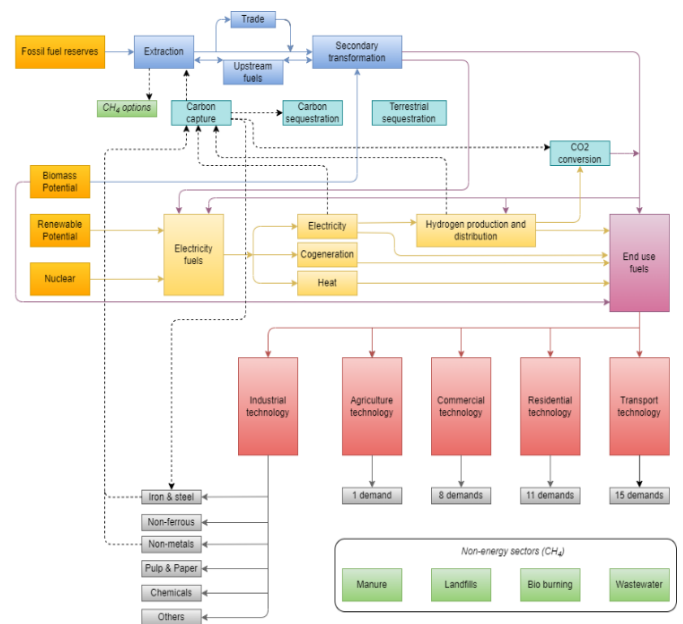 Trade
Fossil fuel reserves
Extraction
Secondary
transformation
Upstream
fuels
CH4 options
Carbon
capture
Carbon
sequestration
Terrestrial
sequestration
CO2
conversion
Biomass
Potential
Renewable
Potential
Nuclear
Electricity
fuels
Electricity
Cogeneration
Heat
Hydrogen production and
distribution
End use
fuels
Industrial
technology
Agriculture
technology
Commercial
technology
Residential
technology
Transport
technology
Iron & steel
Non-ferrous
Non-metals
Pulp & Paper
Chemicals
Others
1 demand
8 demands
11 demands
15 demands
Non-energy sectors (CH4)
Manure
Landfills
Bio burning
Wastewater